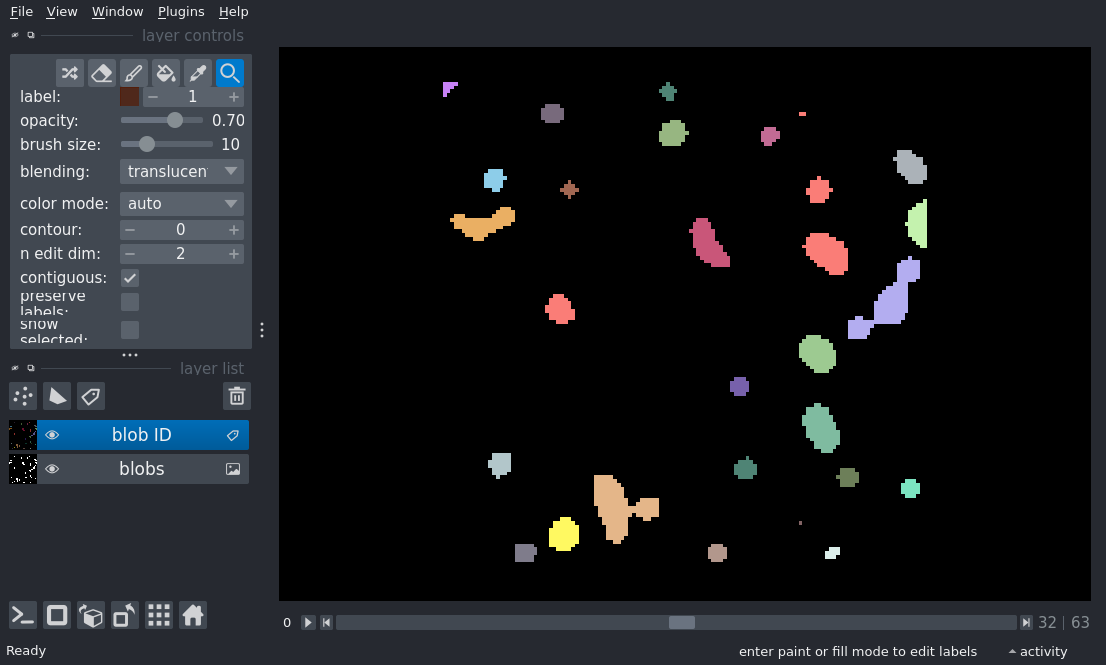 File View Window Plugins Help
layer controls
label: 1
opacity: 0.70
brush size: 10
blending: translucen
color mode: auto
contour: 0
n edit dim: 2
contiguous:
preserve
labels:
show
selected:
layer list
blob ID
blobs
0 32 | 63
Ready enter paint or fill mode to edit labels activity